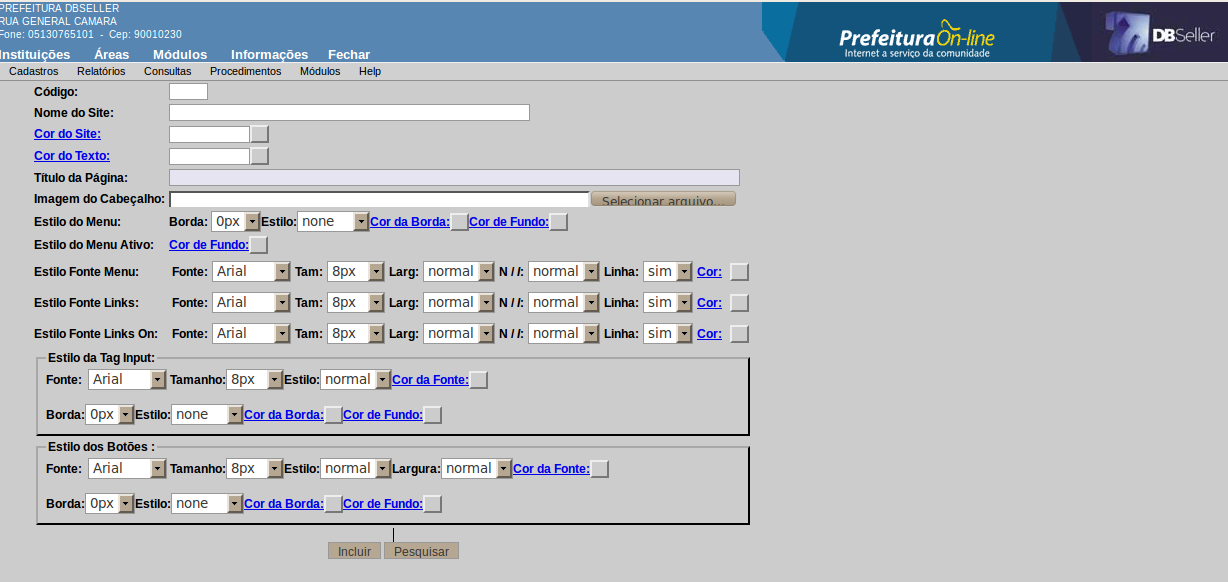 PREFEITURA DBSELLER
RUA GENERAL CAMARA
Fone: 05130765101 - Cep: 90010230
Instituições Áreas Módulos Informações Fechar
PrefeituraOn-line
Internet a serviço da comunidade
DBSeller
Cadastros Relatórios Consultas Procedimentos Módulos Help
Código:
Nome do Site:
Cor do Site:
Cor do Texto:
Título da Página:
Imagem do Cabeçalho: Selecionar arquivo...
Estilo do Menu: Borda: 0px Estilo: none Cor da Borda: Cor de Fundo:
Estilo do Menu Ativo: Cor de Fundo:
Estilo Fonte Menu: Fonte: Arial Tam: 8px Larg: normal N / I: normal Linha: sim Cor:
Estilo Fonte Links: Fonte: Arial Tam: 8px Larg: normal N / I: normal Linha: sim Cor:
Estilo Fonte Links On: Fonte: Arial Tam: 8px Larg: normal N / I: normal Linha: sim Cor:
Estilo da Tag Input:
Fonte: Arial Tamanho: 8px Estilo: normal Cor da Fonte:
Borda: 0px Estilo: none Cor da Borda: Cor de Fundo:
Estilo dos Botões :
Fonte: Arial Tamanho: 8px Estilo: normal Largura: normal Cor da Fonte:
Borda: 0px Estilo: none Cor da Borda: Cor de Fundo:
Incluir Pesquisar